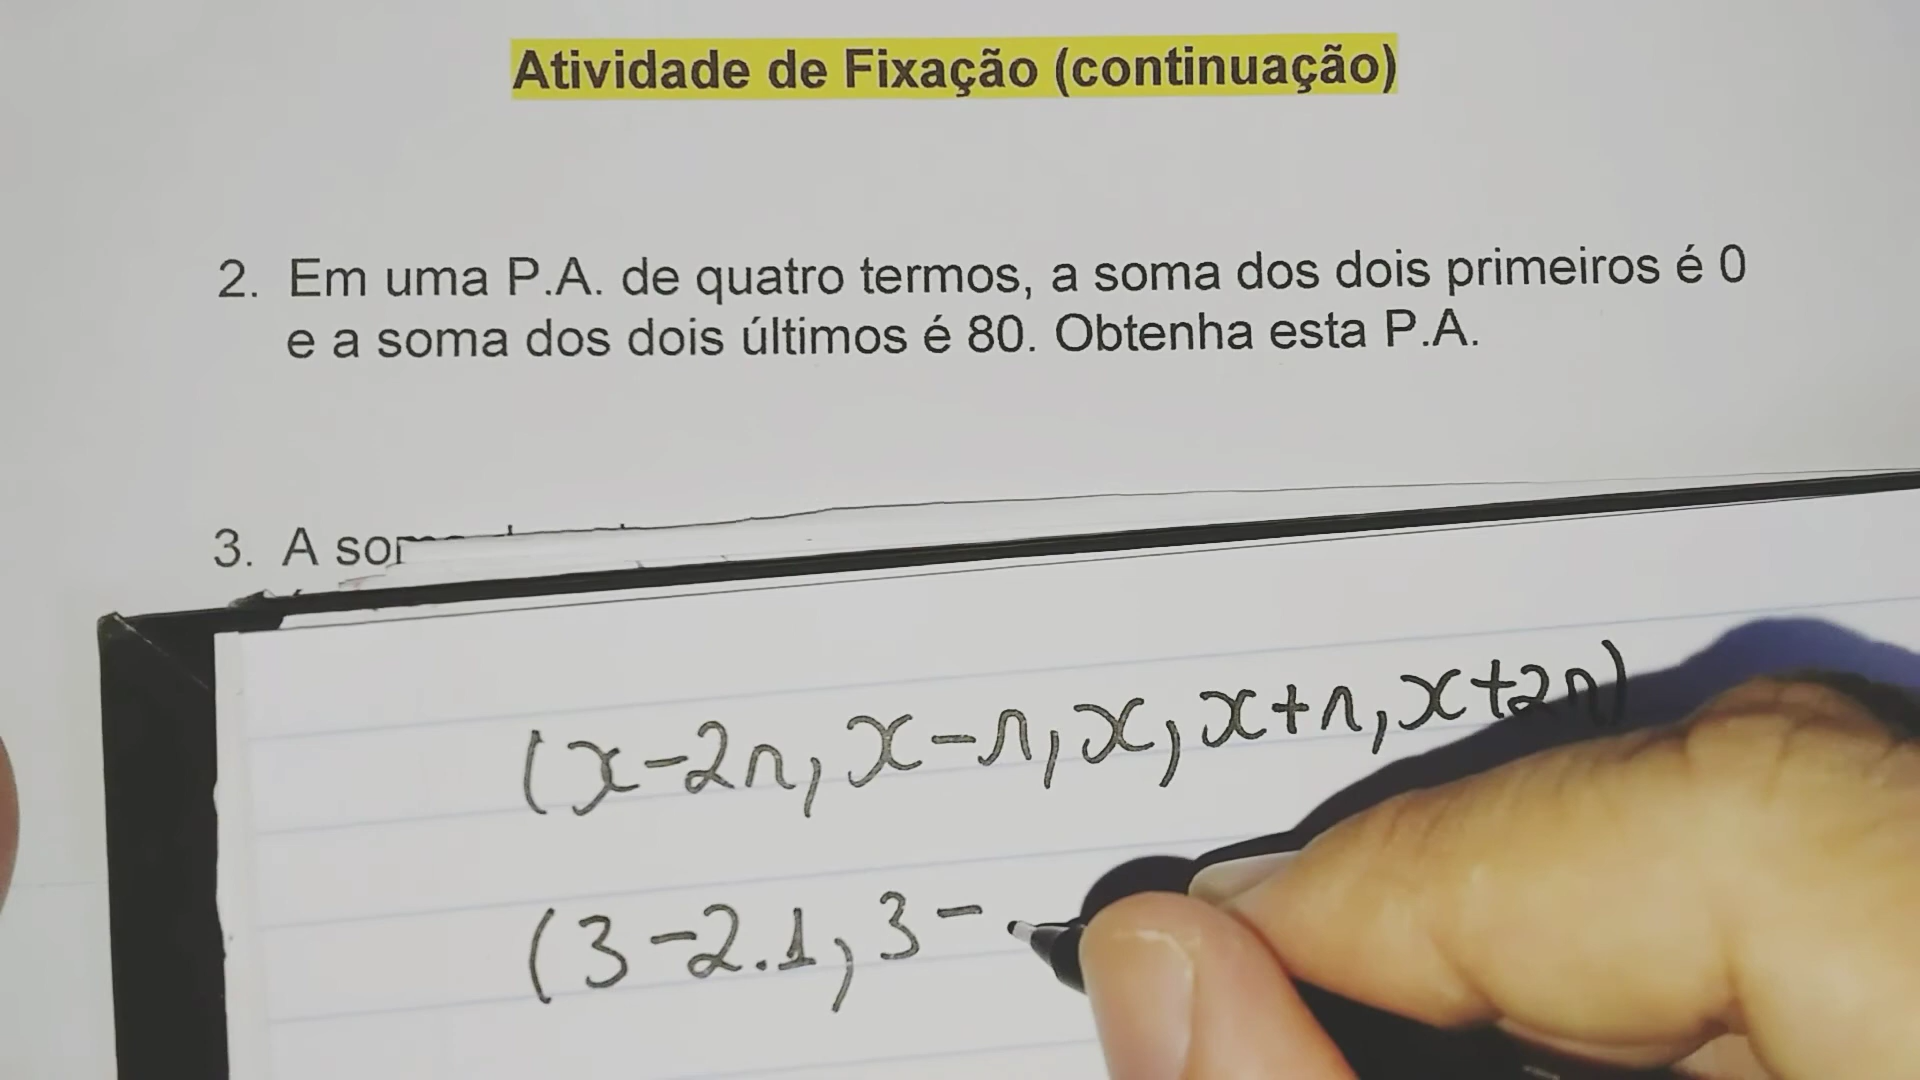 Atividade de Fixação (continuação)
2. Em uma P.A. de quatro termos, a soma dos dois primeiros é 0
e a soma dos dois últimos é 80. Obtenha esta P.A.
3. A
(x-2r, x-r, x, x+r, x+2r)
(3-2.1, 3-